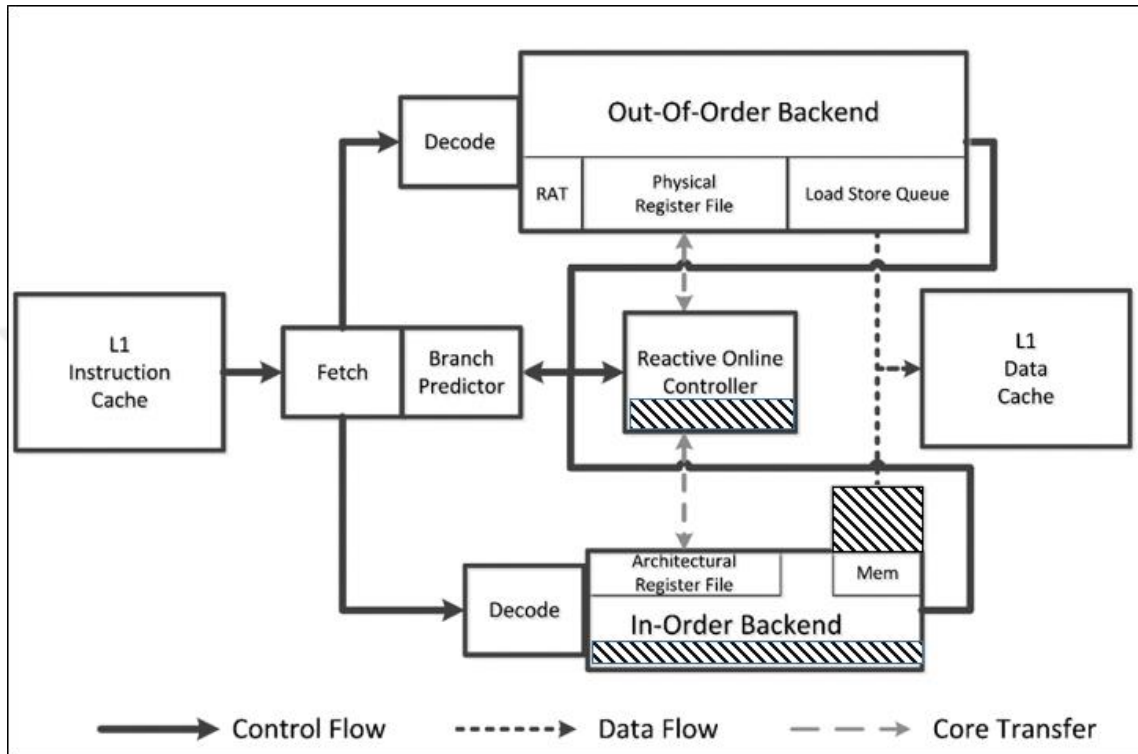 Out-Of-Order Backend
Decode
RAT
Physical
Register File
Load Store Queue
L1
Instruction
Cache
Fetch
Branch
Predictor
Reactive Online
Controller
L1
Data
Cache
Architectural
Register File
Mem
Decode
In-Order Backend
Control Flow
Data Flow
Core Transfer